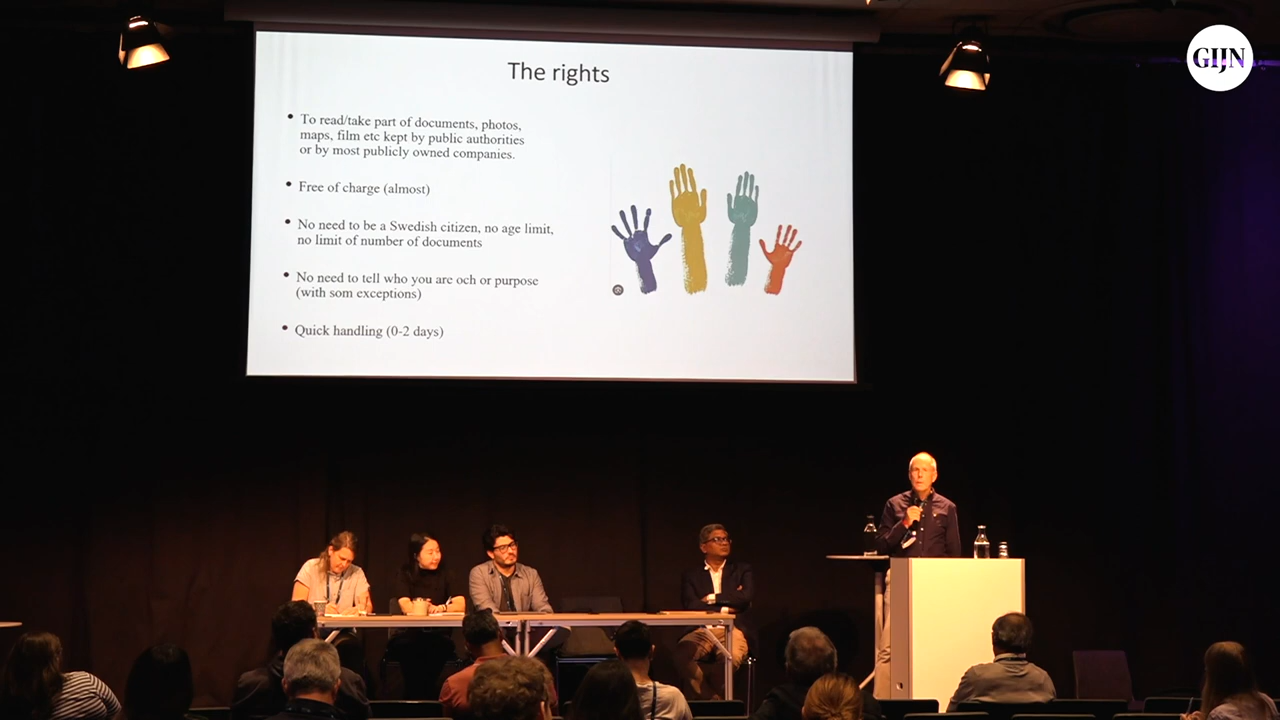 GIJN
The rights
• To read/take part of documents, photos,
maps, film etc kept by public authorities
or by most publicly owned companies.
• Free of charge (almost)
• No need to be a Swedish citizen, no age limit,
no limit of number of documents
• No need to tell who you are och or purpose
(with som exceptions)
• Quick handling (0-2 days)